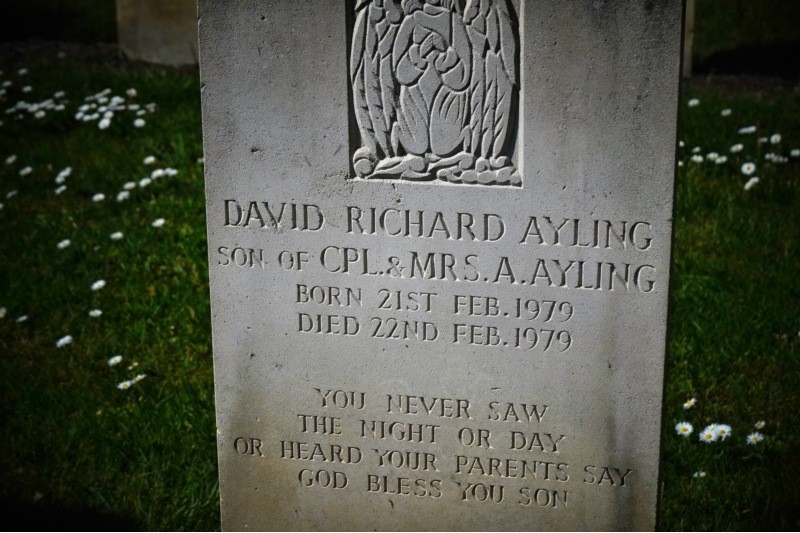 DAVID RICHARD AYLING
SON OF CPL.&MRS.A.AYLING
BORN 21ST FEB.1979
DIED 22ND FEB.1979
YOU NEVER SAW
THE NIGHT OR DAY
OR HEARD YOUR PARENTS SAY
GOD BLESS YOU SON